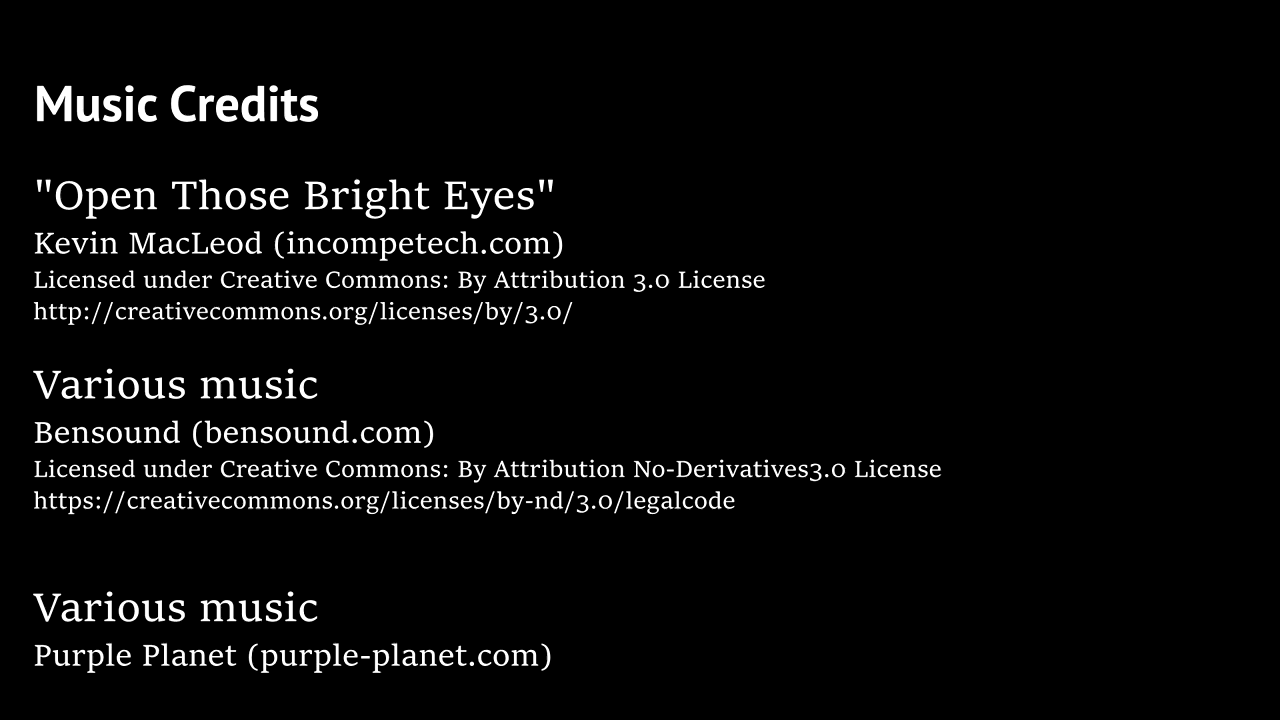 Music Credits
"Open Those Bright Eyes"
Kevin MacLeod (incompetech.com)
Licensed under Creative Commons: By Attribution 3.0 License
http://creativecommons.org/licenses/by/3.0/
Various music
Bensound (bensound.com)
Licensed under Creative Commons: By Attribution No-Derivatives3.0 License
https://creativecommons.org/licenses/by-nd/3.0/legalcode
Various music
Purple Planet (purple-planet.com)